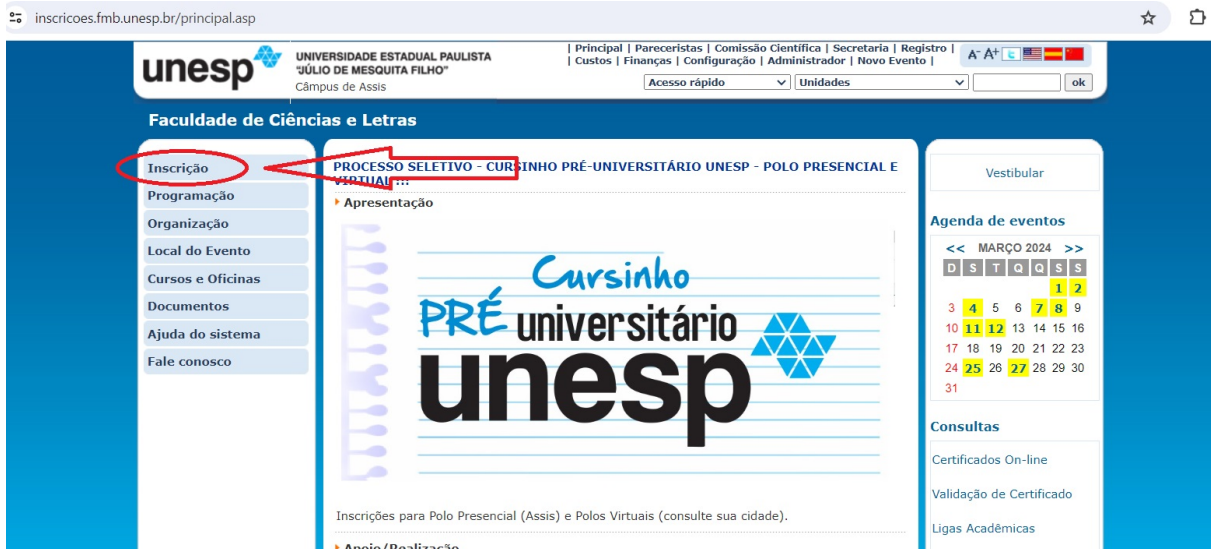 inscricoes.fmb.unesp.br/principal.asp
unesp
UNIVERSIDADE ESTADUAL PAULISTA
"JÚLIO DE MESQUITA FILHO"
Câmpus de Assis
| Principal | Pareceristas | Comissão Científica | Secretaria | Registro |
| Custos | Finanças | Configuração | Administrador | Novo Evento |
A- A+
Acesso rápido
Unidades
ok
Faculdade de Ciências e Letras
Inscrição
Programação
Organização
Local do Evento
Cursos e Oficinas
Documentos
Ajuda do sistema
Fale conosco
PROCESSO SELETIVO - CURSINHO PRÉ-UNIVERSITÁRIO UNESP - POLO PRESENCIAL E
VIRTUAL !!!
Apresentação
Cursinho
PRÉ universitário
unesp
Inscrições para Polo Presencial (Assis) e Polos Virtuais (consulte sua cidade).
Apoio/Realização
Vestibular
Agenda de eventos
<< MARÇO 2024 >>
D S T Q Q S S
1 2
3 4 5 6 7 8 9
10 11 12 13 14 15 16
17 18 19 20 21 22 23
24 25 26 27 28 29 30
31
Consultas
Certificados On-line
Validação de Certificado
Ligas Acadêmicas